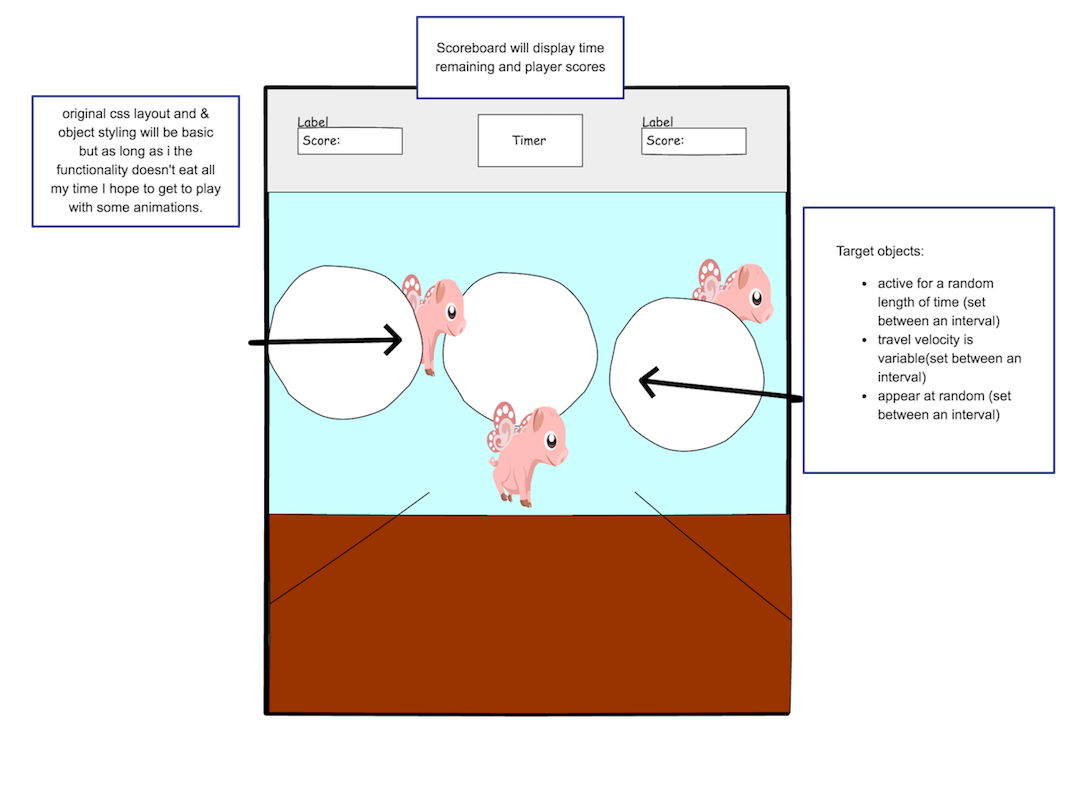 Scoreboard will display time
remaining and player scores
original css layout and &
object styling will be basic
but as long as i the
functionality doesn't eat all
my time I hope to get to play
with some animations.
Label
Score:
Timer
Label
Score:
Target objects:
• active for a random
length of time (set
between an interval)
• travel velocity is
variable(set between an
interval)
• appear at random (set
between an interval)